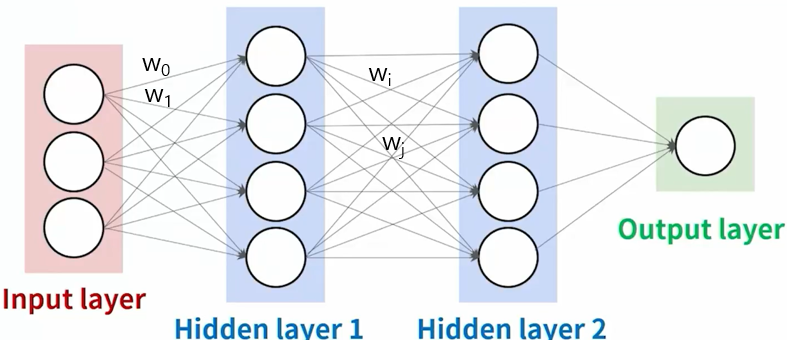 w₀
w₁
wᵢ
wⱼ
Input layer
Hidden layer 1
Hidden layer 2
Output layer